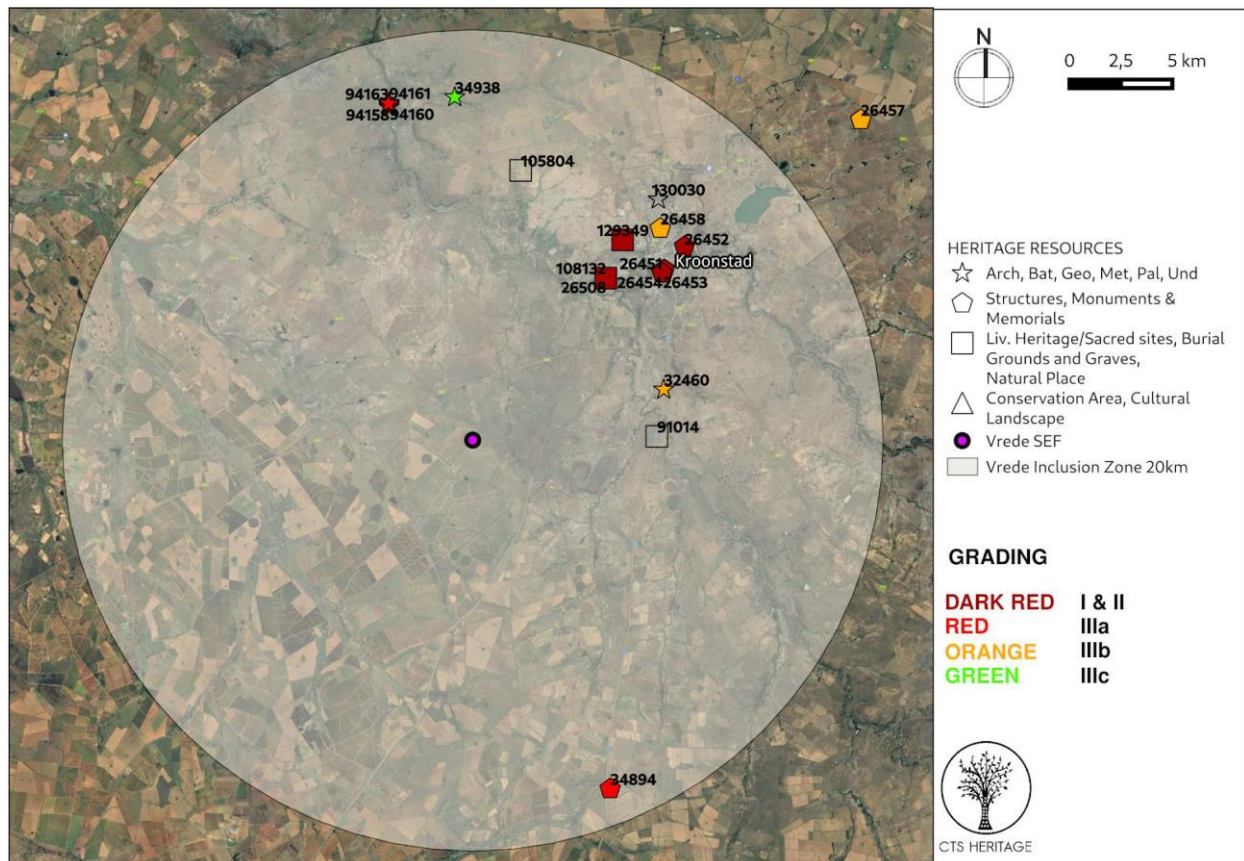 94163 94161
94158 94160
34938
26457
105804
130030
26458
129349
26452
26451
Kroonstad
108132
26454 26453
26508
32460
91014
34894
N
0 2,5 5 km
HERITAGE RESOURCES
Arch, Bat, Geo, Met, Pal, Und
Structures, Monuments &
Memorials
Liv. Heritage/Sacred sites, Burial
Grounds and Graves,
Natural Place
Conservation Area, Cultural
Landscape
Vrede SEF
Vrede Inclusion Zone 20km
GRADING
DARK RED I & II
RED IIIa
ORANGE IIIb
GREEN IIIc
CTS HERITAGE